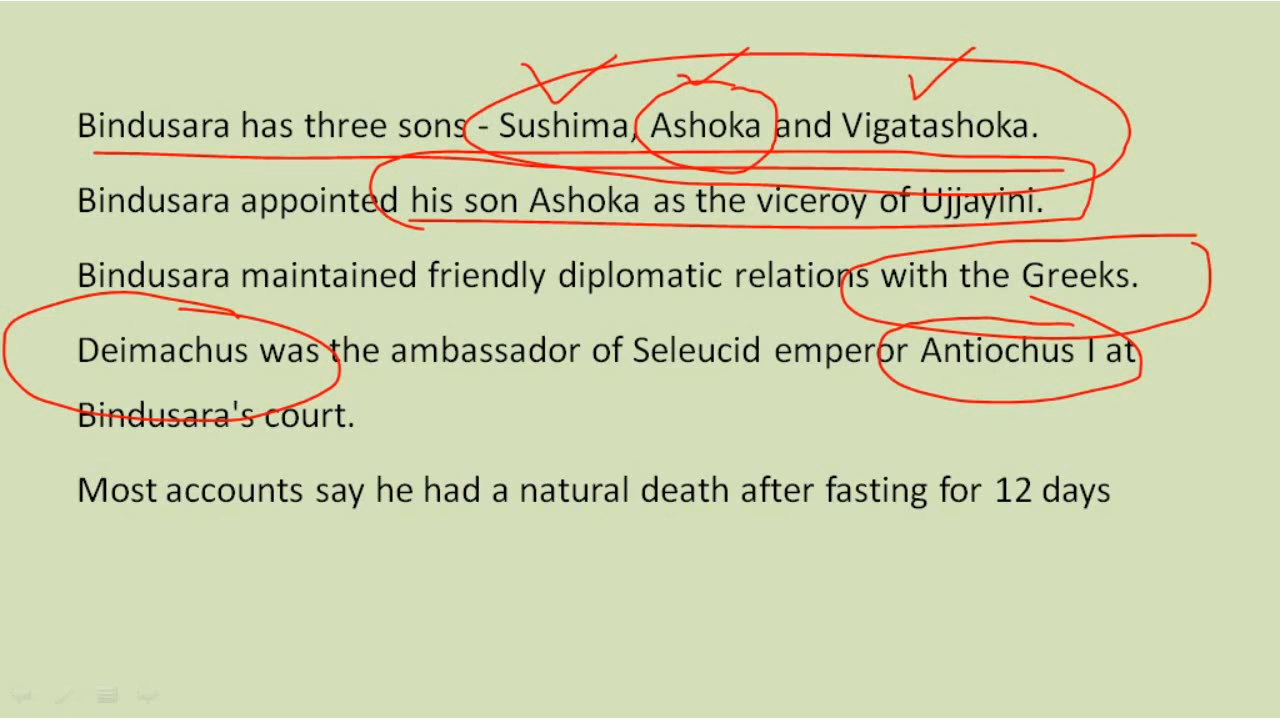 Bindusara has three sons - Sushima, Ashoka and Vigatashoka.
Bindusara appointed his son Ashoka as the viceroy of Ujjayini.
Bindusara maintained friendly diplomatic relations with the Greeks.
Deimachus was the ambassador of Seleucid emperor Antiochus I at
Bindusara's court.
Most accounts say he had a natural death after fasting for 12 days